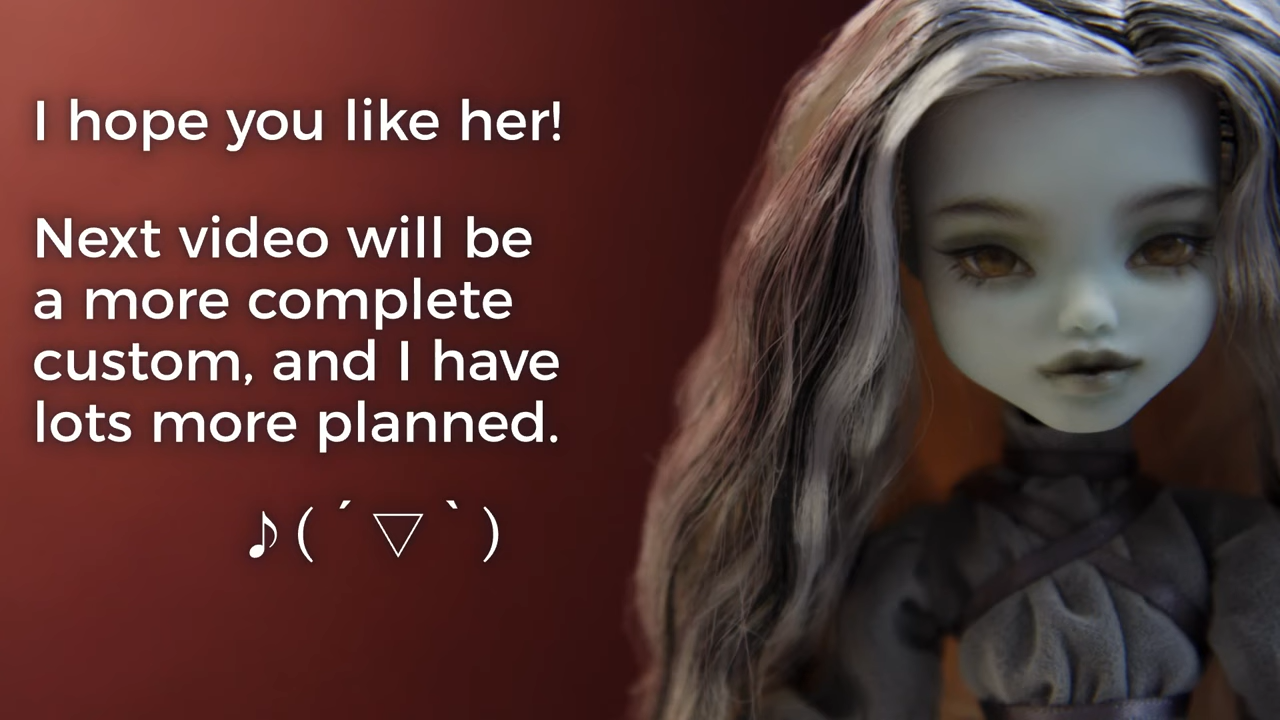 I hope you like her!
Next video will be
a more complete
custom, and I have
lots more planned.
♪(´▽｀)